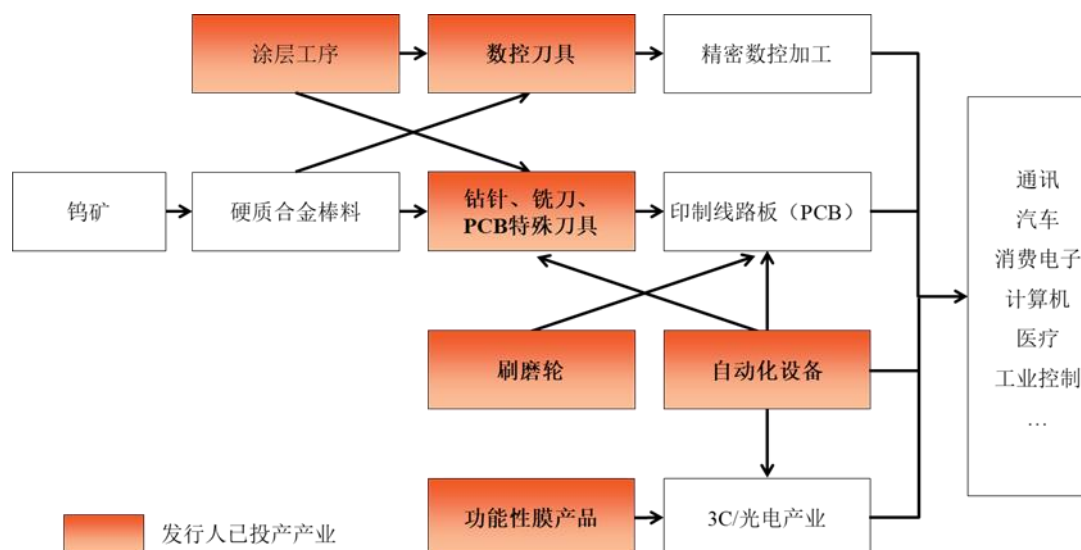 涂层工序
数控刀具
精密数控加工
钨矿
硬质合金棒料
钻针、铣刀、
PCB特殊刀具
印制线路板（PCB）
通讯
汽车
消费电子
计算机
医疗
工业控制
…
刷磨轮
自动化设备
功能性膜产品
3C/光电产业
发行人已投产产业